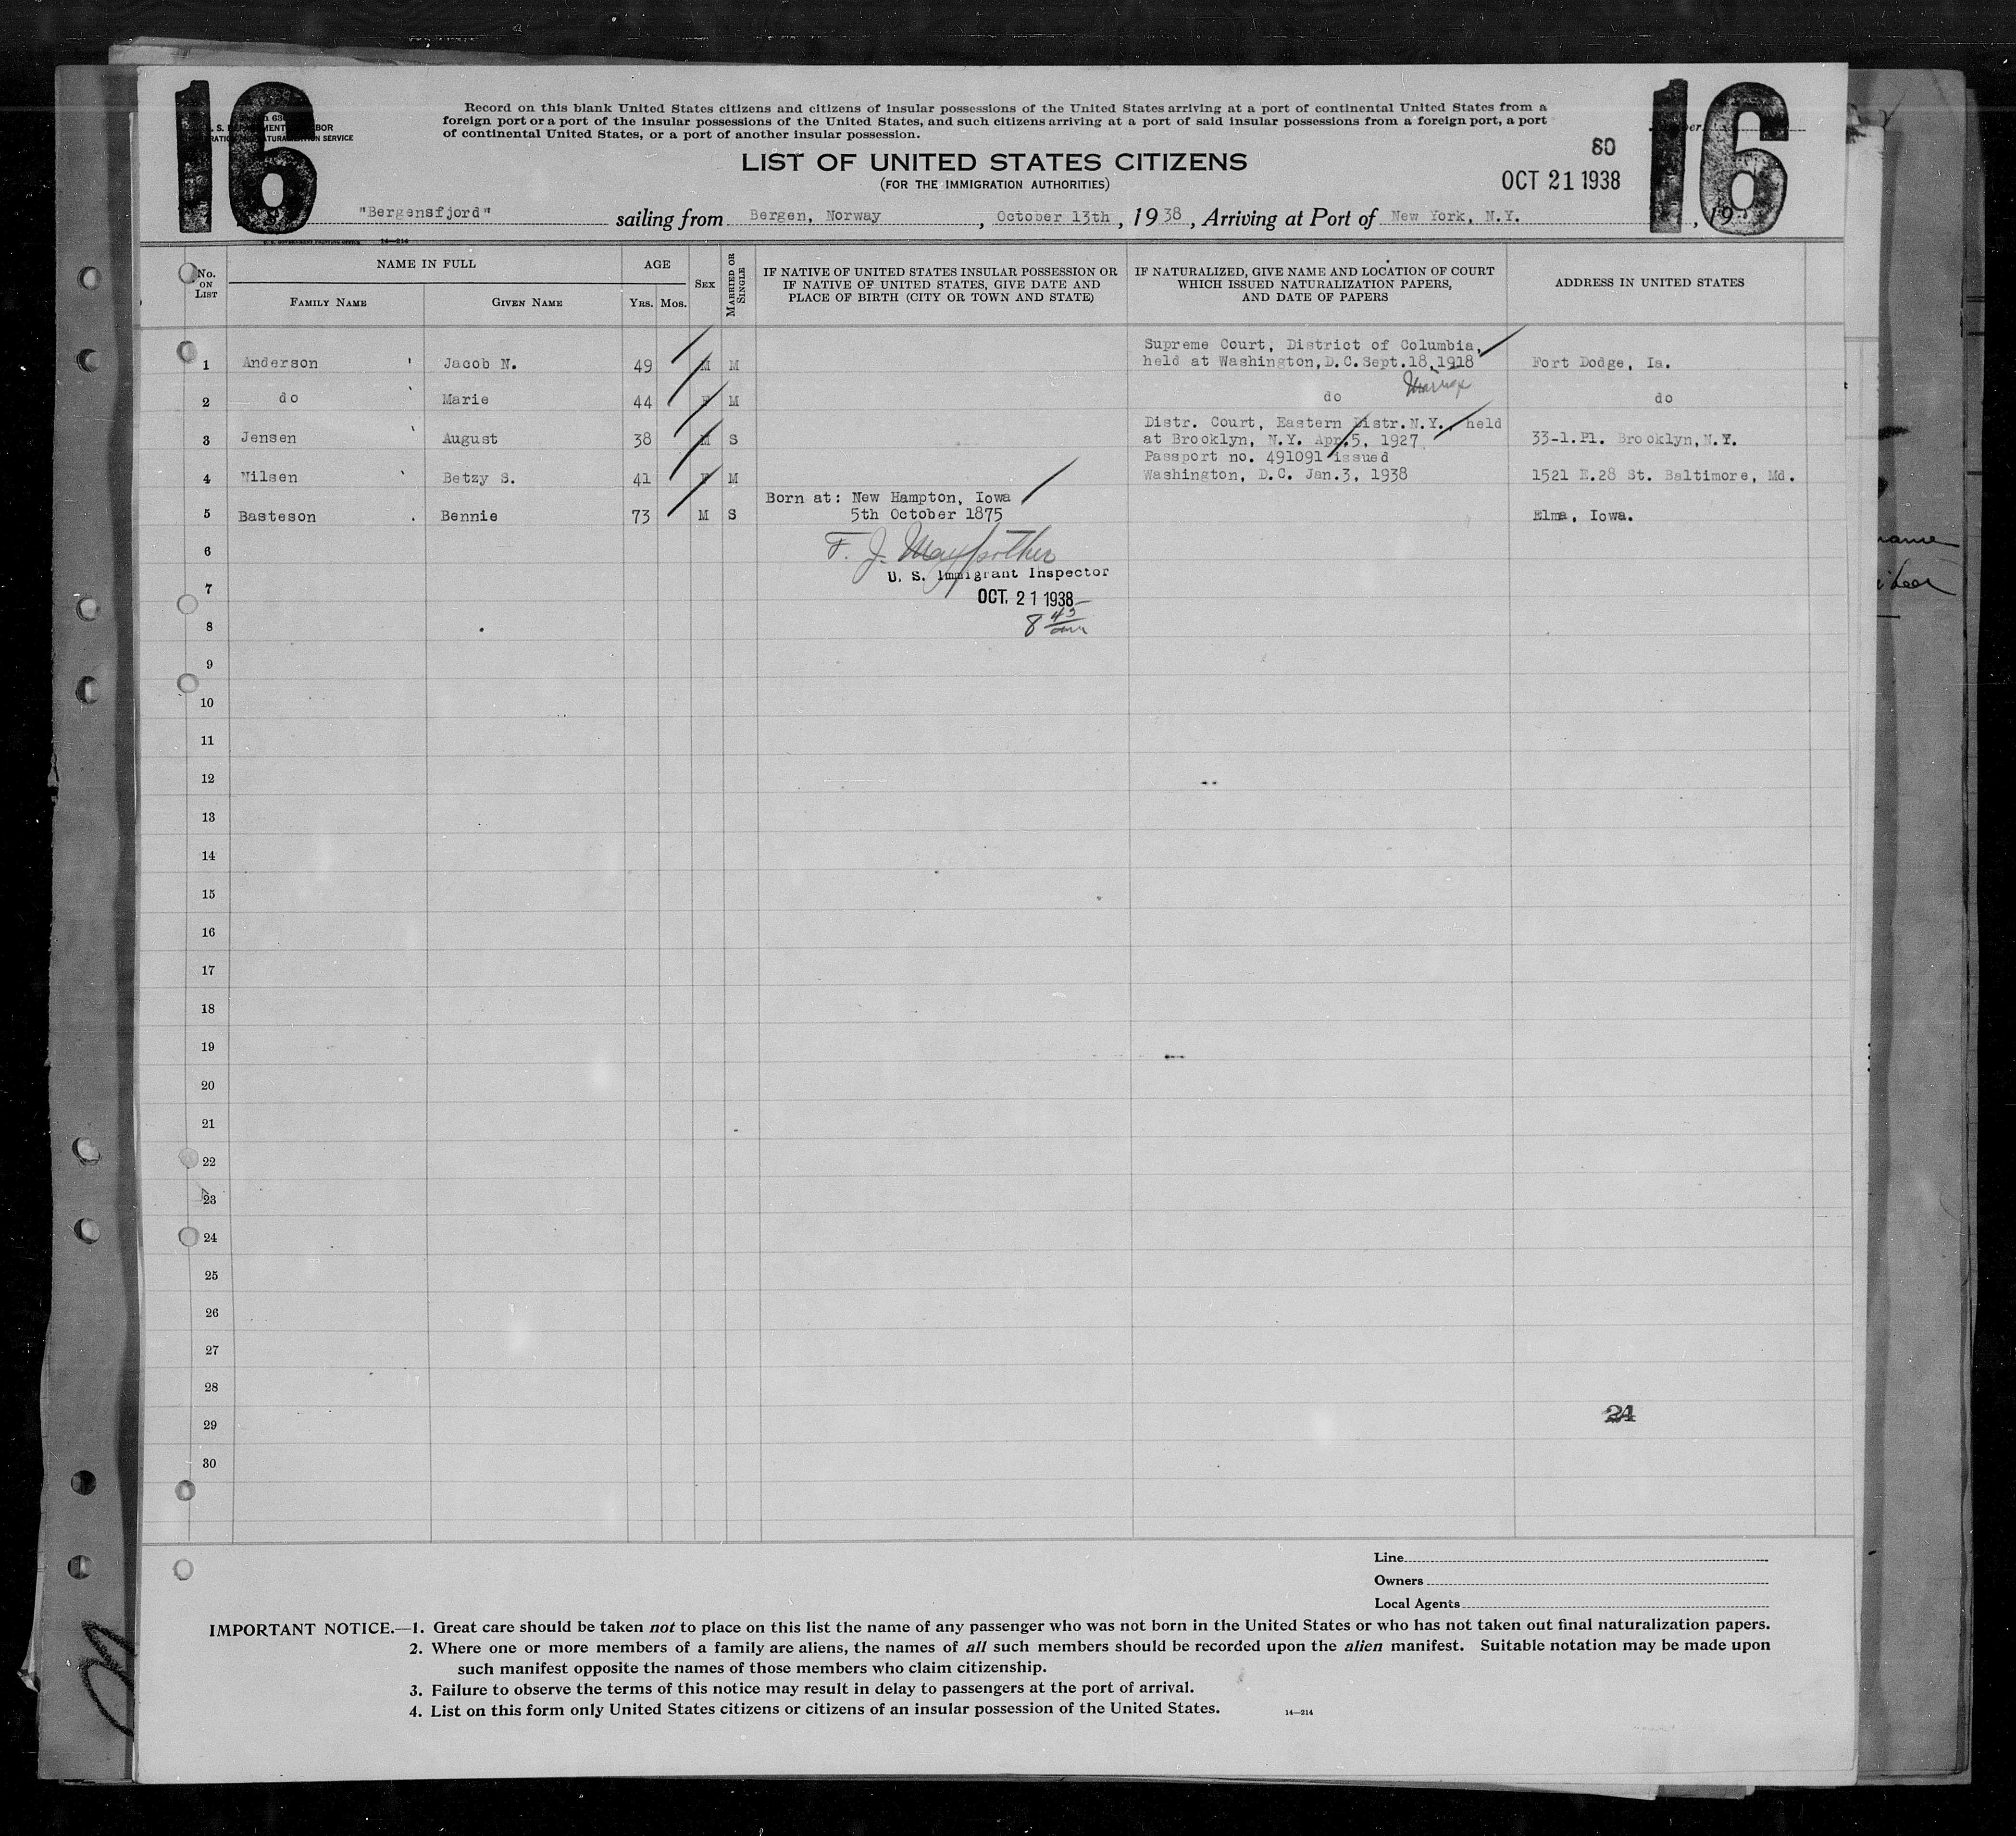 16
16
Record on this blank United States citizens and citizens of insular possessions of the United States arriving at a port of continental United States from a
foreign port or a port of the insular possessions of the United States, and such citizens arriving at a port of said insular possessions from a foreign port, a port
of continental United States, or a port of another insular possession.
LIST OF UNITED STATES CITIZENS
(FOR THE IMMIGRATION AUTHORITIES)
80
OCT 21 1938
"Bergensfjord" sailing from Bergen, Norway, October 13th, 1938, Arriving at Port of New York, N.Y., 19
No. ON LIST
NAME IN FULL
FAMILY NAME
GIVEN NAME
AGE
YRS. MOS.
SEX
MARRIED OR SINGLE
IF NATIVE OF UNITED STATES INSULAR POSSESSION OR
IF NATIVE OF UNITED STATES, GIVE DATE AND
PLACE OF BIRTH (CITY OR TOWN AND STATE)
IF NATURALIZED, GIVE NAME AND LOCATION OF COURT
WHICH ISSUED NATURALIZATION PAPERS,
AND DATE OF PAPERS
ADDRESS IN UNITED STATES
Supreme Court, District of Columbia,
1 Anderson Jacob N. 49 M M held at Washington, D.C. Sept. 18, 1918 Fort Dodge, Ia.
Marriage
2 do Marie 44 F M do do
Distr. Court, Eastern Distr. N.Y., held
3 Jensen August 38 M S at Brooklyn, N.Y. Apr. 5, 1927 33-1.Pl. Brooklyn, N.Y.
Passport no. 491091 issued
4 Nilsen Betzy S. 41 F M Washington, D.C. Jan. 3, 1938 1521 E.28 St. Baltimore, Md.
Born at: New Hampton, Iowa
5 Basteson Bennie 73 M S 5th October 1875 Elma, Iowa.
6
F. J.
U. S. Immigrant Inspector
7
OCT. 21 1938
8 43
am
8
9
10
11
12
13
14
15
16
17
18
19
20
21
22
23
24
25
26
27
28
24
29
30
Line
Owners
Local Agents
IMPORTANT NOTICE.—1. Great care should be taken not to place on this list the name of any passenger who was not born in the United States or who has not taken out final naturalization papers.
2. Where one or more members of a family are aliens, the names of all such members should be recorded upon the alien manifest. Suitable notation may be made upon
such manifest opposite the names of those members who claim citizenship.
3. Failure to observe the terms of this notice may result in delay to passengers at the port of arrival.
4. List on this form only United States citizens or citizens of an insular possession of the United States.
14—214